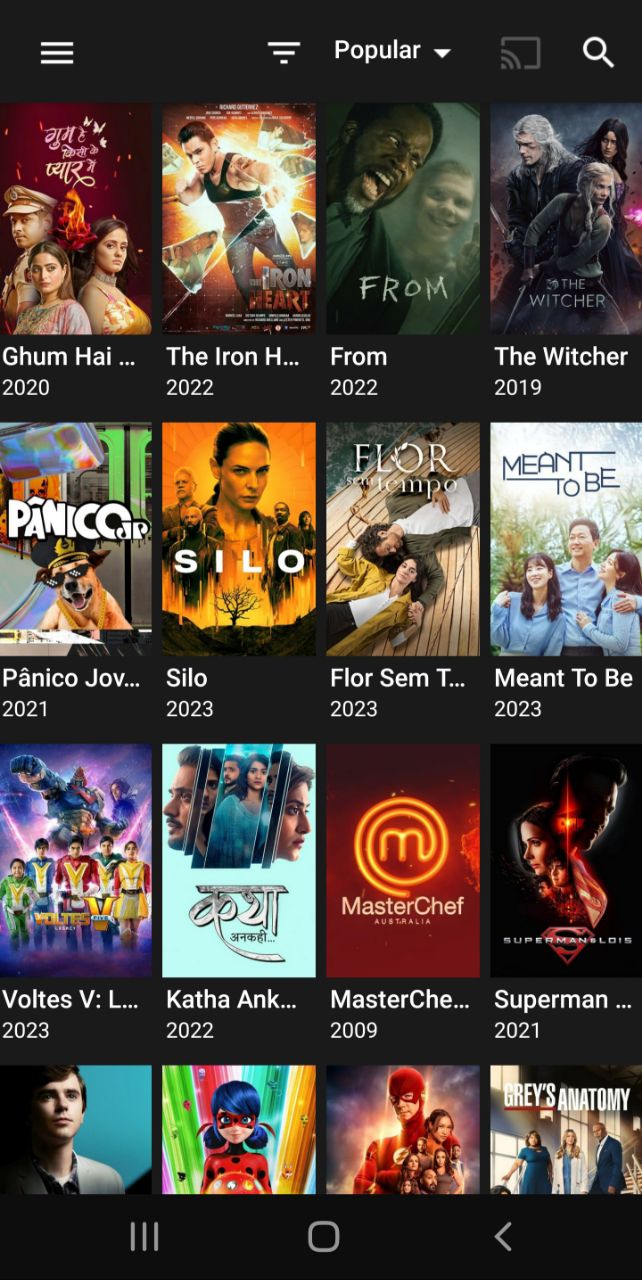 Popular
गुम है
किसी के
प्यार में
RICHARD GUTIERREZ
THE IRON
HEART
FROM
THE
WITCHER
Ghum Hai ...
The Iron H...
From
The Witcher
2020
2022
2022
2019
PÂNICO JP
SILO
FLOR
sem tempo
MEANT
TO BE
Pânico Jov...
Silo
Flor Sem T...
Meant To Be
2021
2023
2023
2023
VOLTES V
FIVE
LEGACY
कथा
अनकही...
MasterChef
AUSTRALIA
SUPERMAN & LOIS
Voltes V: L...
Katha Ank...
MasterChe...
Superman ...
2023
2022
2009
2021
GREY'S ANATOMY